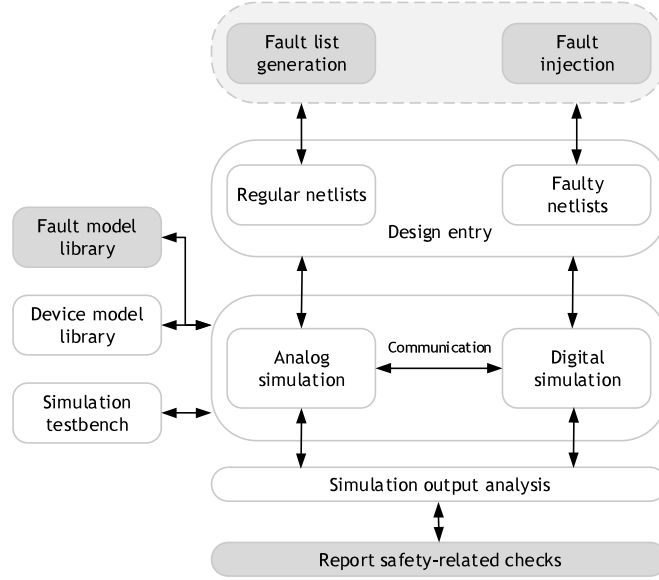 Fault list
generation
Fault
injection
Regular netlists
Faulty
netlists
Design entry
Fault model
library
Device model
library
Simulation
testbench
Analog
simulation
Communication
Digital
simulation
Simulation output analysis
Report safety-related checks